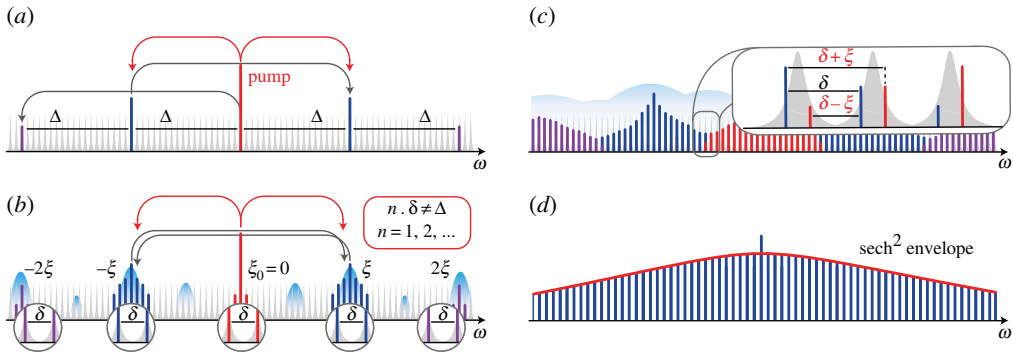 (a)
pump
Δ Δ Δ Δ
ω
(b)
n . δ ≠ Δ
n = 1, 2, ...
−2ξ −ξ ξ₀ = 0 ξ 2ξ
δ δ δ δ δ
ω
(c)
δ + ξ
δ
δ − ξ
ω
(d)
sech² envelope
ω